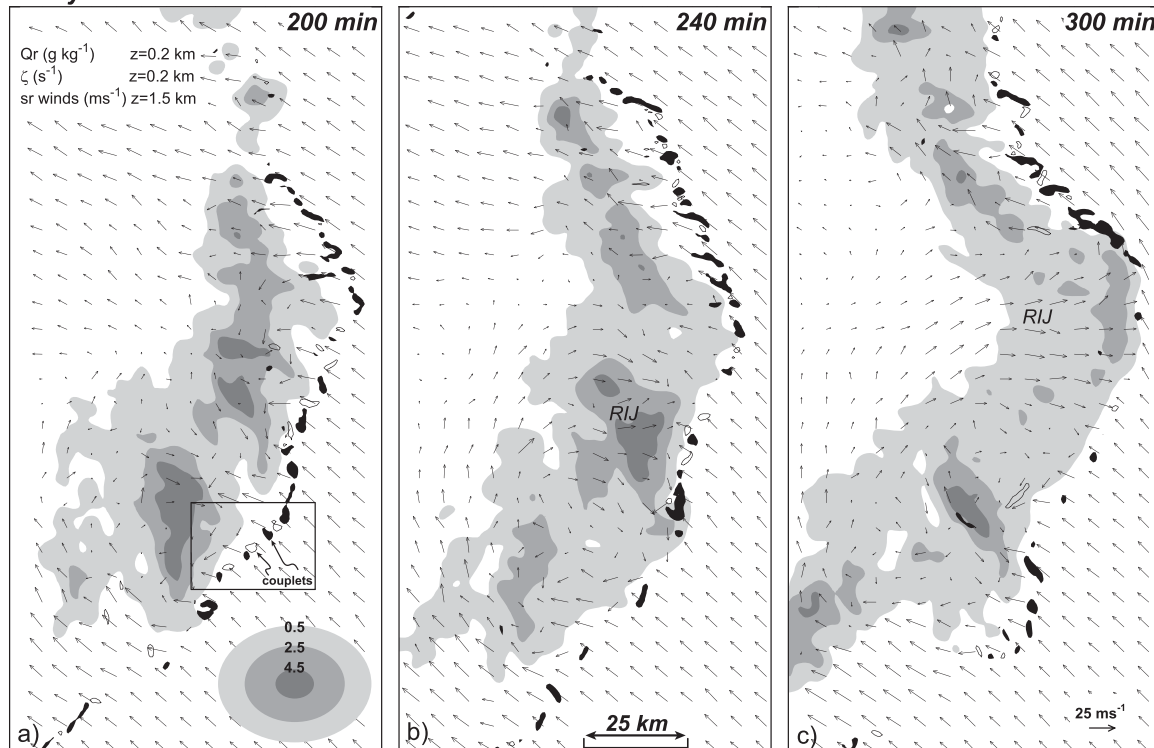 200 min
Qr (g kg⁻¹) z=0.2 km
ζ (s⁻¹) z=0.2 km
sr winds (ms⁻¹) z=1.5 km
couplets
0.5
2.5
4.5
a)
240 min
RIJ
25 km
b)
300 min
RIJ
25 ms⁻¹
c)